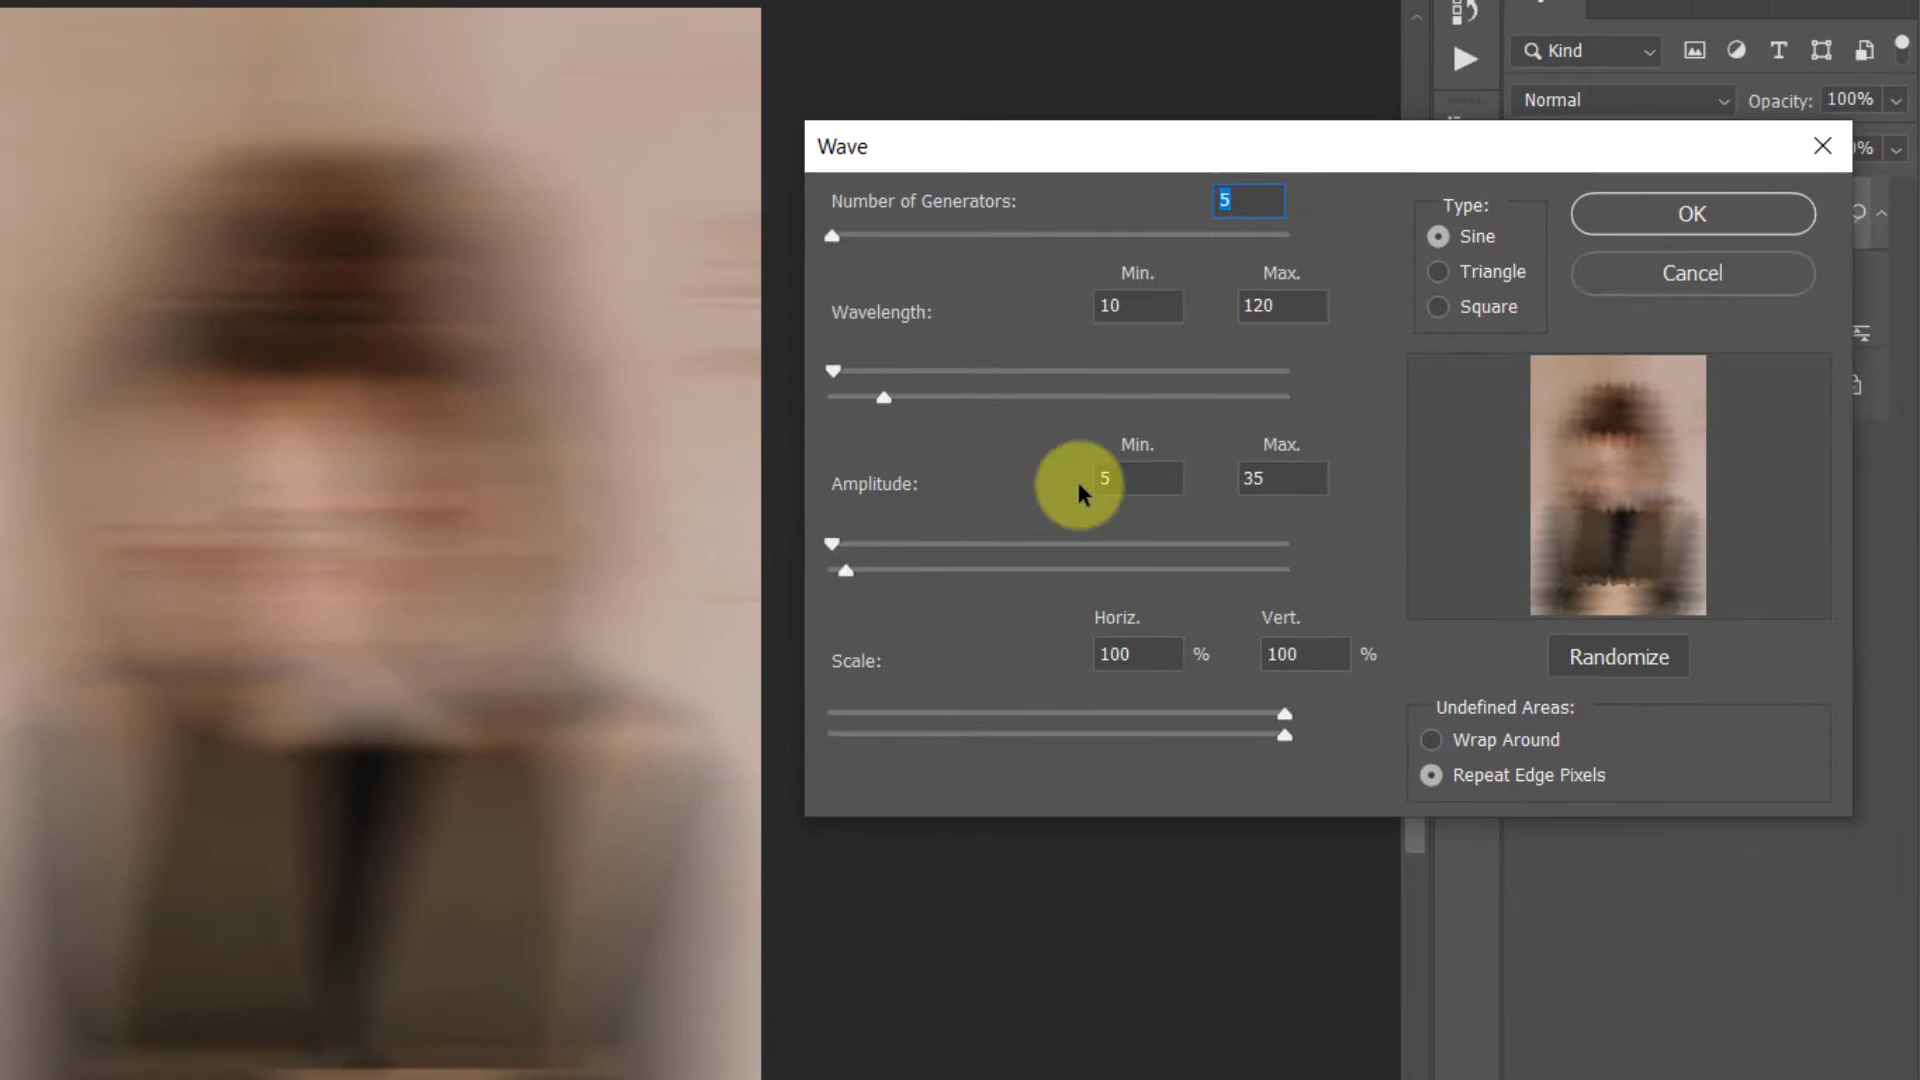 Kind
Normal
Opacity: 100%
Wave
%
Number of Generators: 5
Type:
Sine
Triangle
Square
OK
Cancel
Min. Max.
Wavelength: 10 120
Min. Max.
Amplitude: 5 35
Horiz. Vert.
Scale: 100 % 100 %
Randomize
Undefined Areas:
Wrap Around
Repeat Edge Pixels